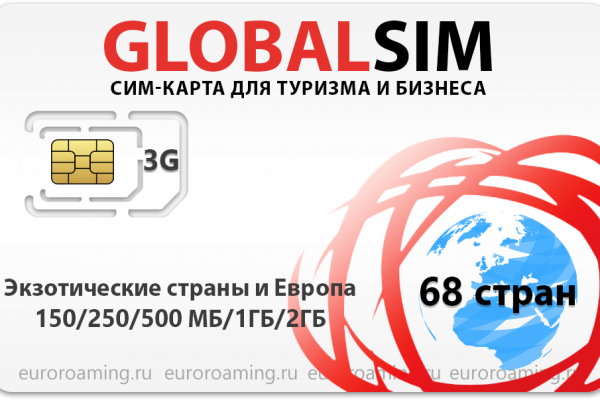 GLOBALSIM
СИМ-КАРТА ДЛЯ ТУРИЗМА И БИЗНЕСА
3G
Экзотические страны и Европа
68 стран
150/250/500 МБ/1ГБ/2ГБ
euroroaming.ru euroroaming.ru euroroaming.ru euroroaming.ru